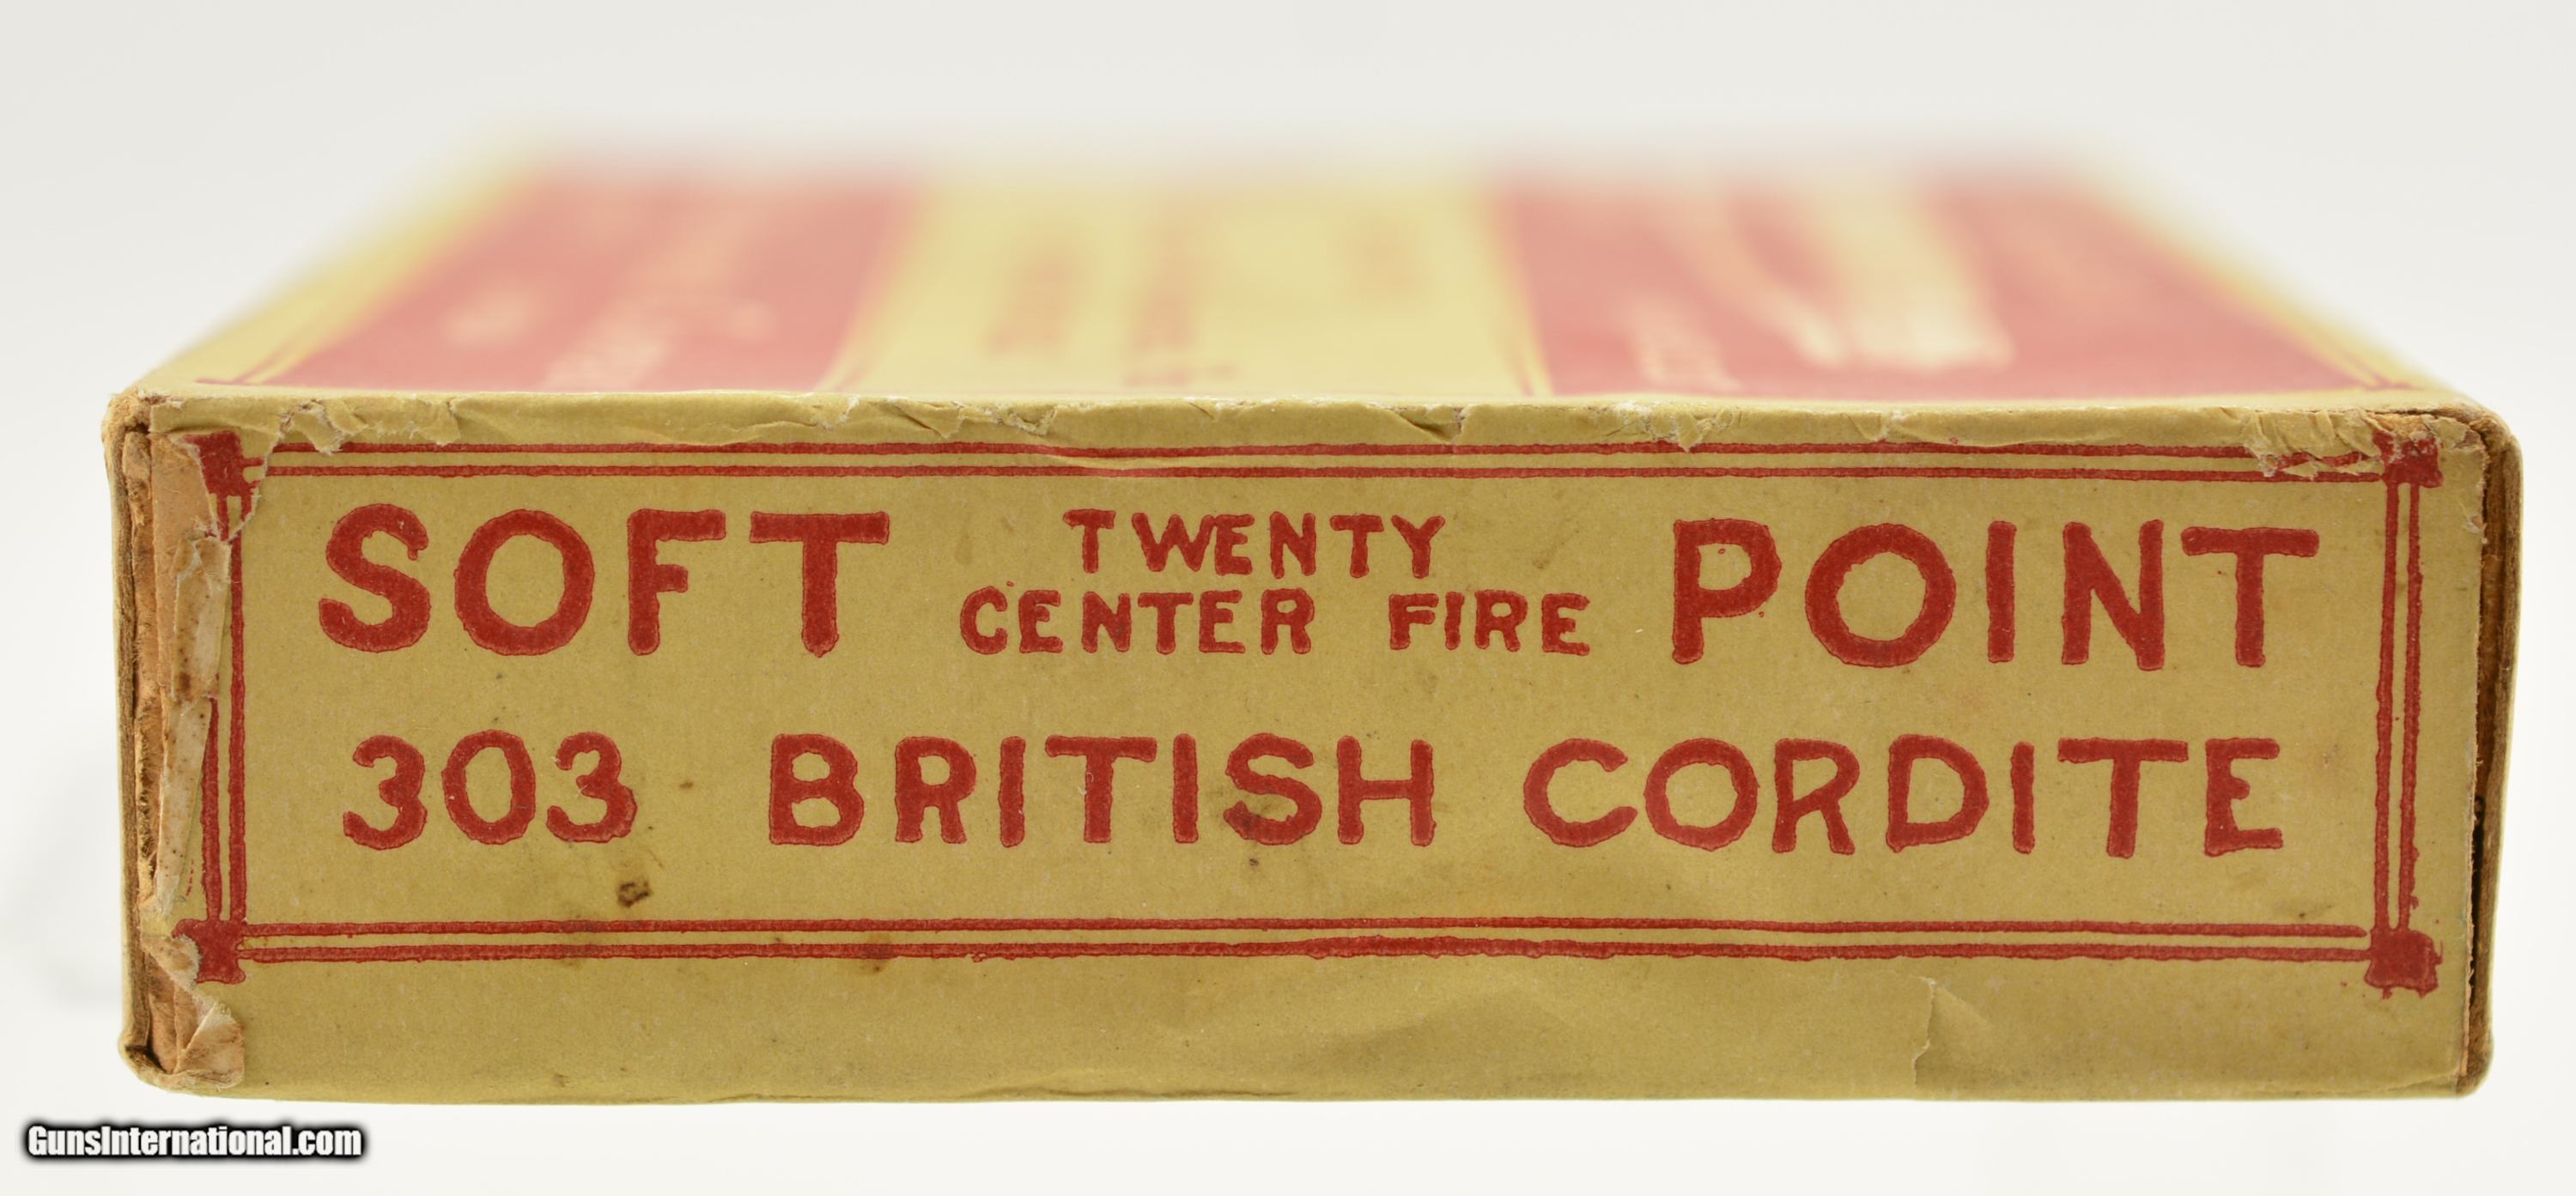 SOFT TWENTY CENTER FIRE POINT
303 BRITISH CORDITE
GunsInternational.com